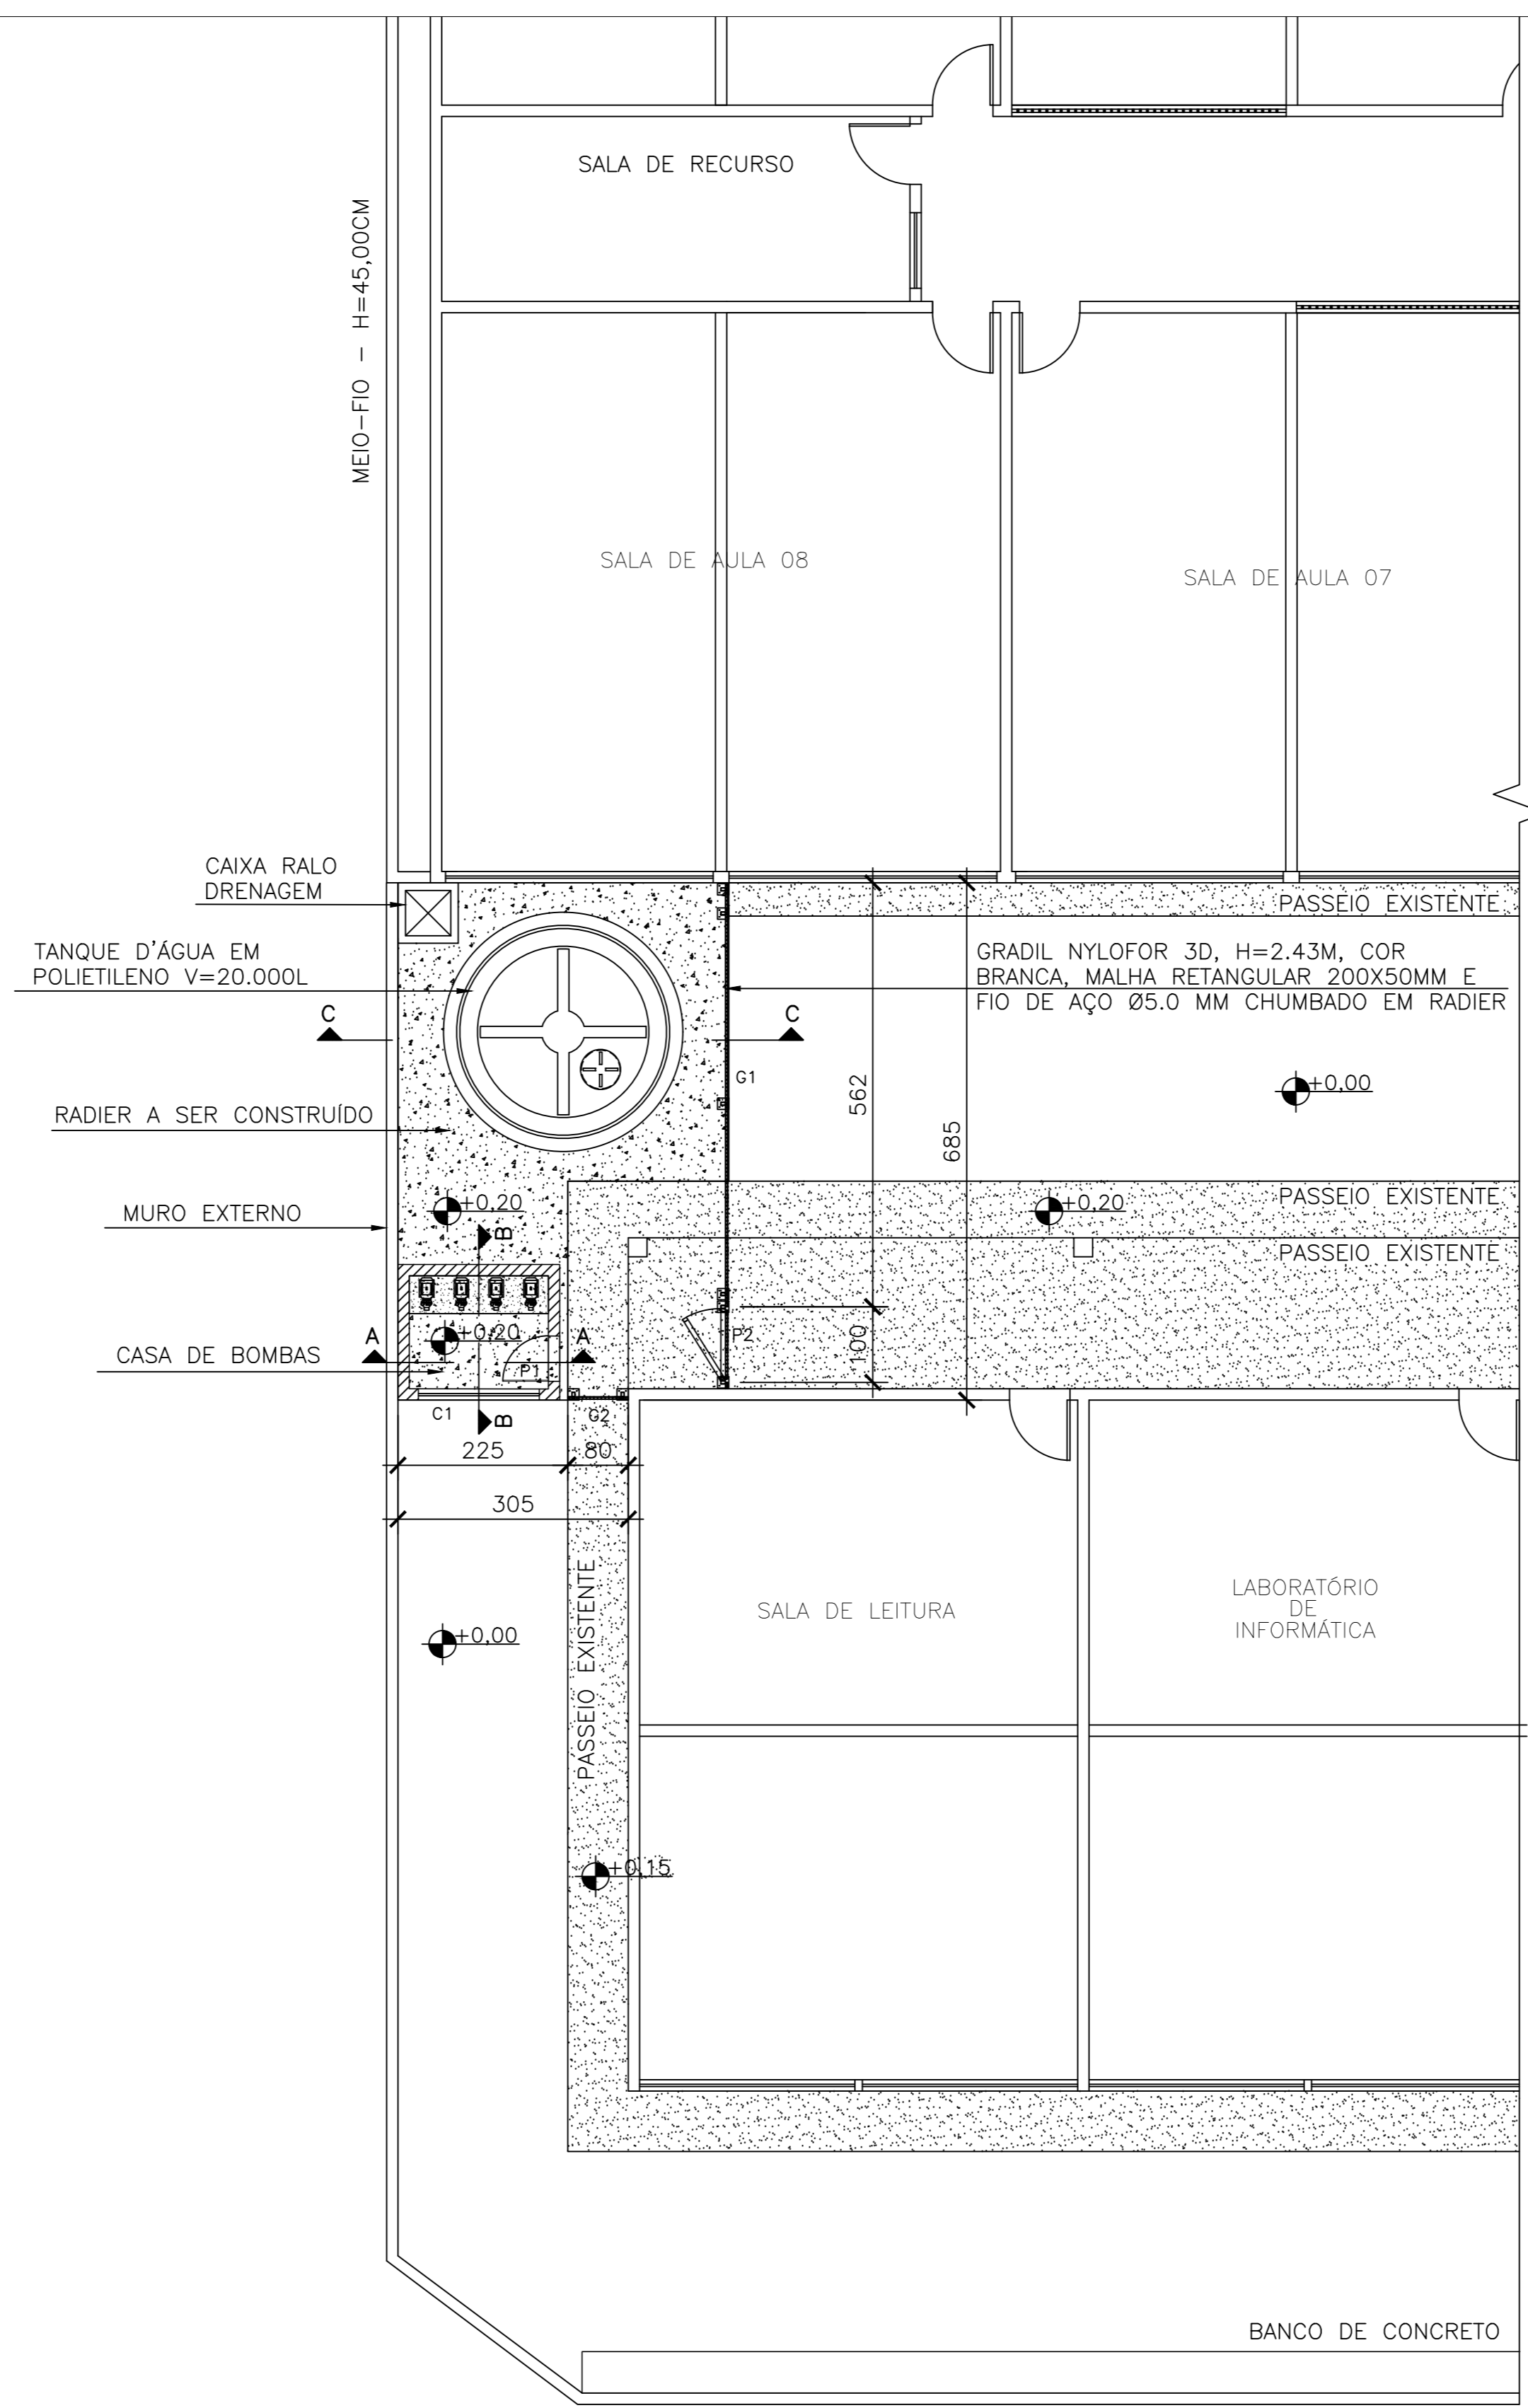 SALA DE RECURSO
MEIO-FIO - H=45,00CM
SALA DE AULA 08
SALA DE AULA 07
CAIXA RALO
DRENAGEM
PASSEIO EXISTENTE
TANQUE D'ÁGUA EM
POLIETILENO V=20.000L
GRADIL NYLOFOR 3D, H=2.43M, COR
BRANCA, MALHA RETANGULAR 200X50MM E
FIO DE AÇO Ø5.0 MM CHUMBADO EM RADIER
C
C
G1
562
+0,00
RADIER A SER CONSTRUÍDO
685
+0,20
+0,20
PASSEIO EXISTENTE
MURO EXTERNO
B
PASSEIO EXISTENTE
A
+0,20
A
P2
100
CASA DE BOMBAS
P1
C1
B
G2
225
80
305
PASSEIO EXISTENTE
SALA DE LEITURA
LABORATÓRIO
DE
INFORMÁTICA
+0,00
+0,15
BANCO DE CONCRETO